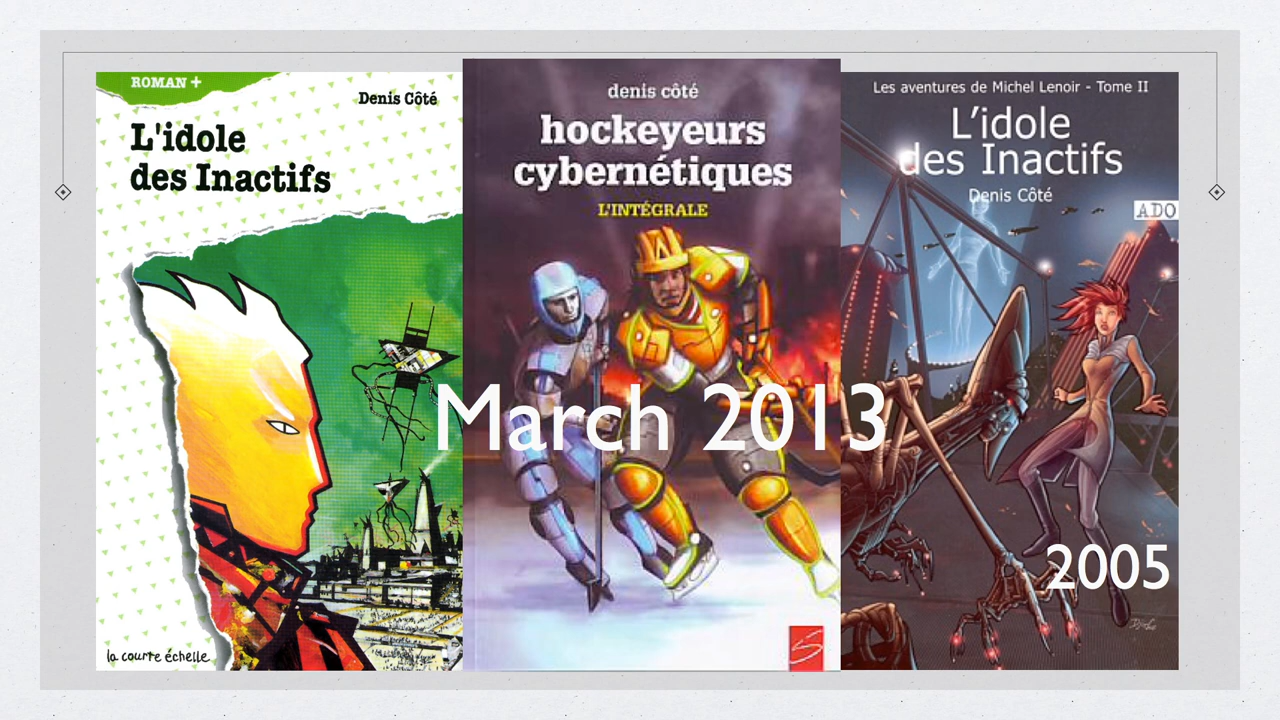 ROMAN +
Denis Côté
L'idole
des Inactifs
la courte échelle
denis côté
hockeyeurs
cybernétiques
L'INTÉGRALE
Les aventures de Michel Lenoir - Tome II
L'idole
des Inactifs
Denis Côté
ADO
March 2013
2005